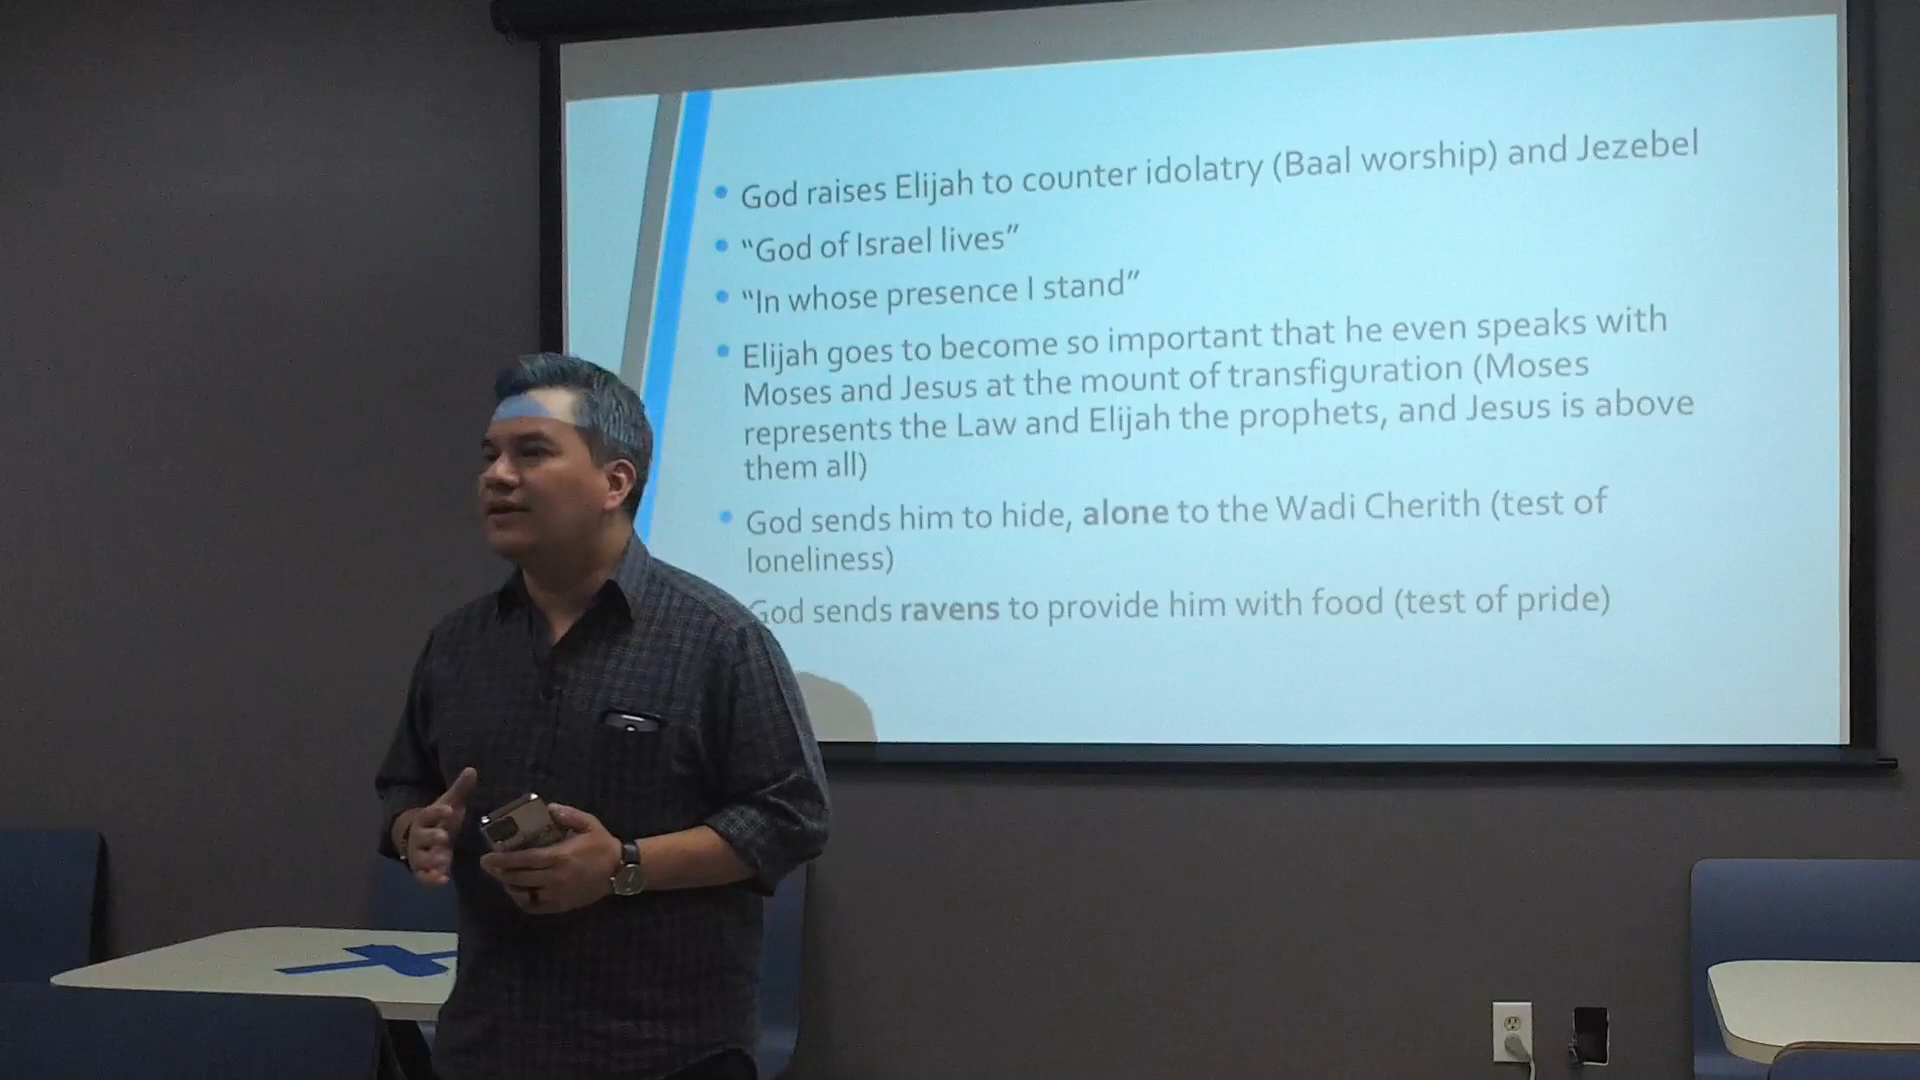 • God raises Elijah to counter idolatry (Baal worship) and Jezebel
• “God of Israel lives”
• “In whose presence I stand”
• Elijah goes to become so important that he even speaks with
Moses and Jesus at the mount of transfiguration (Moses
represents the Law and Elijah the prophets, and Jesus is above
them all)
• God sends him to hide, alone to the Wadi Cherith (test of
loneliness)
God sends ravens to provide him with food (test of pride)